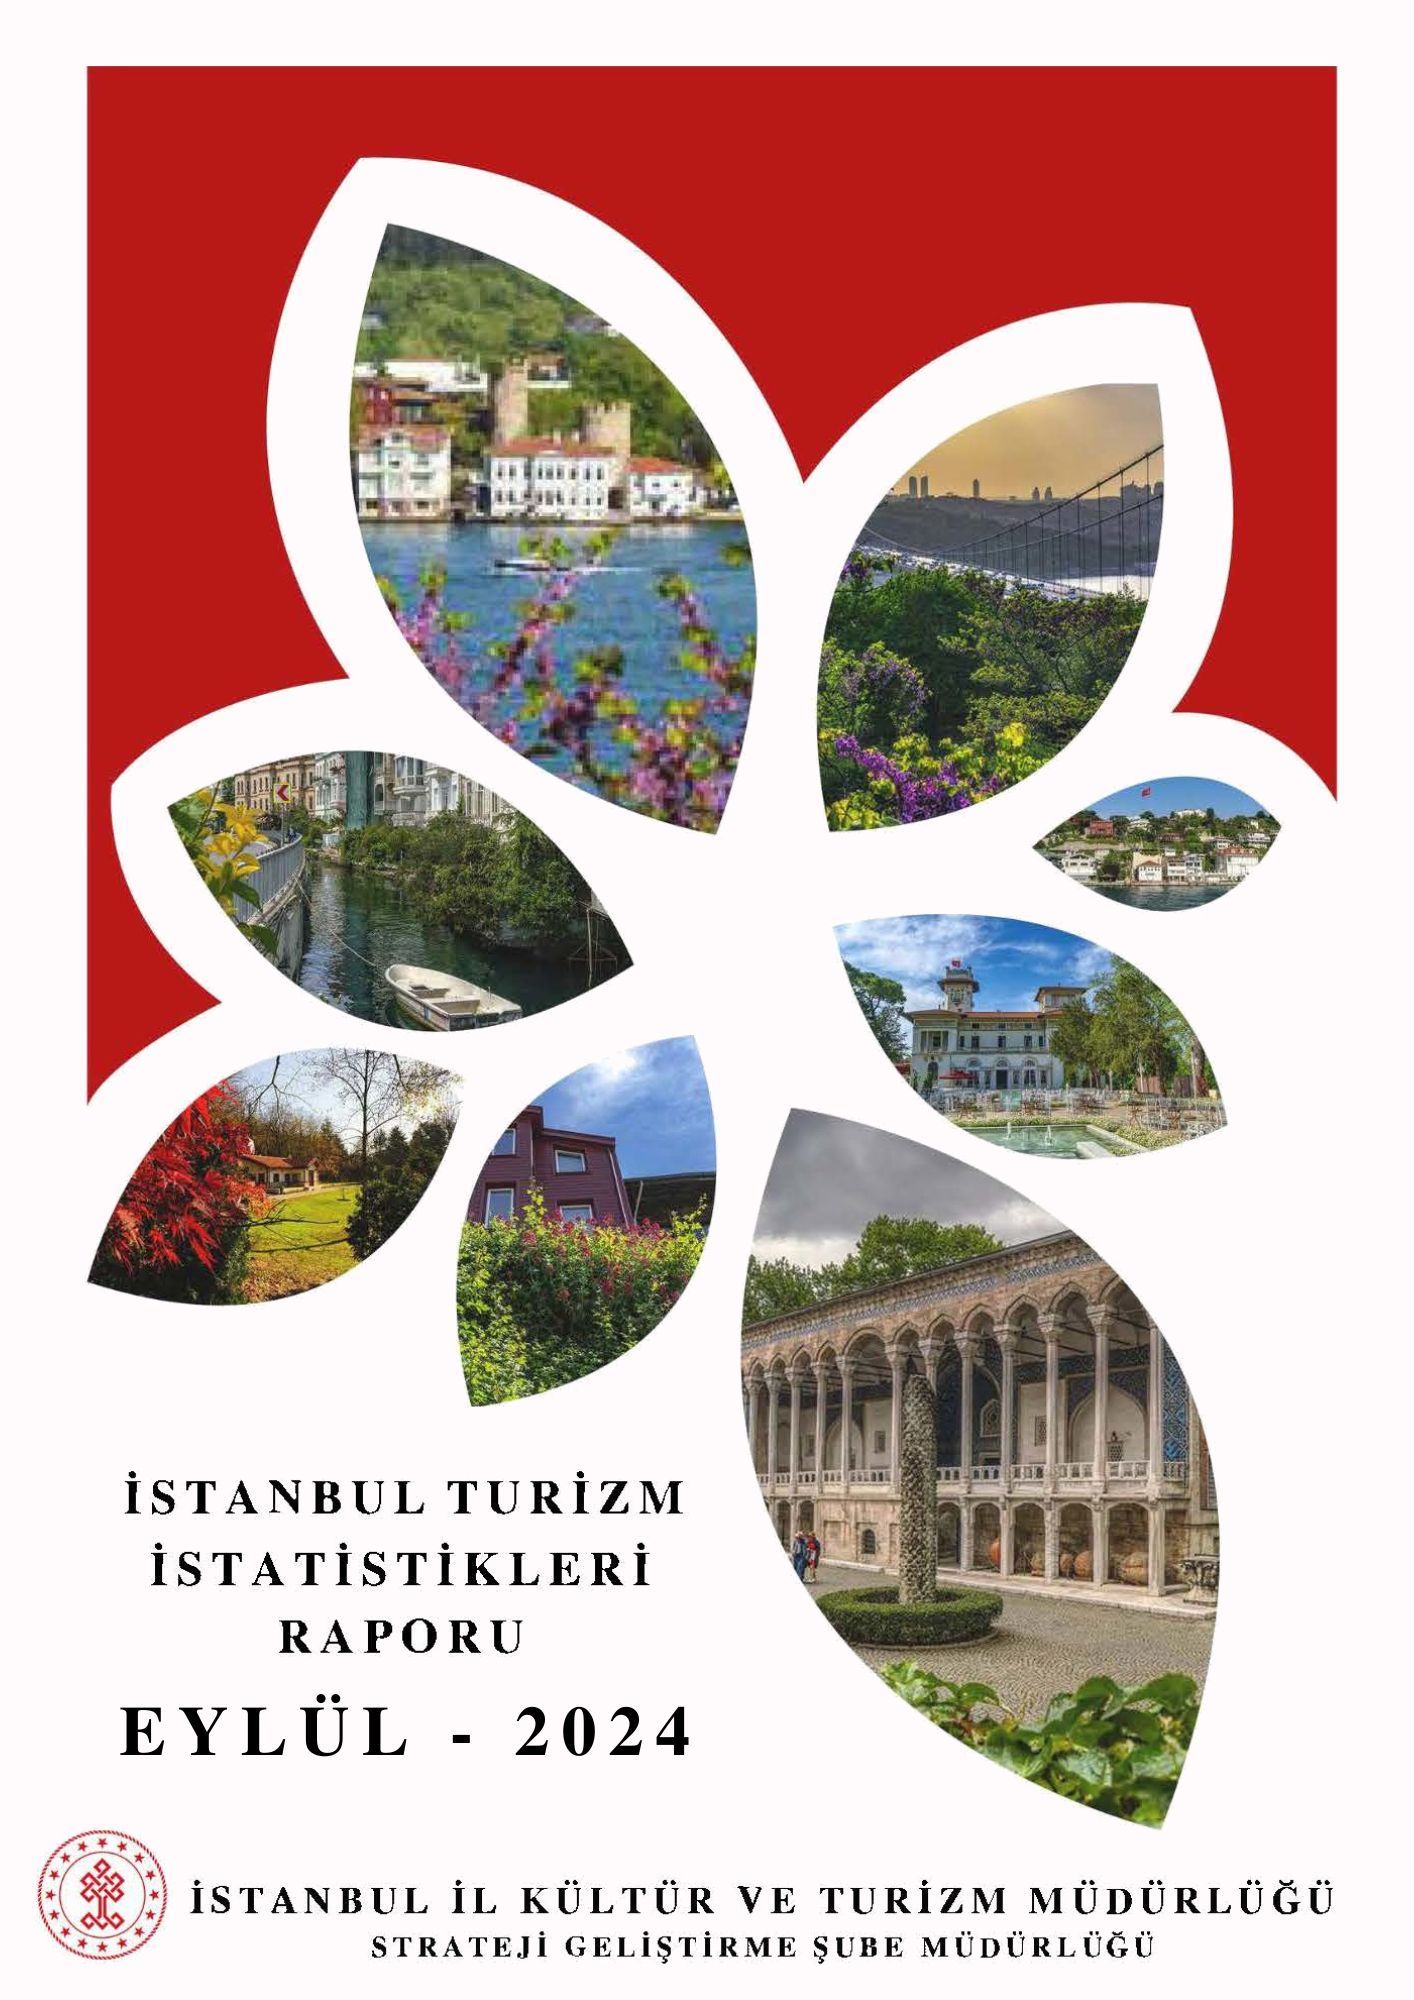 İSTANBUL TURİZM
İSTATİSTİKLERİ
RAPORU
EYLÜL - 2024
İSTANBUL İL KÜLTÜR VE TURİZM MÜDÜRLÜĞÜ
STRATEJİ GELİŞTİRME ŞUBE MÜDÜRLÜĞÜ